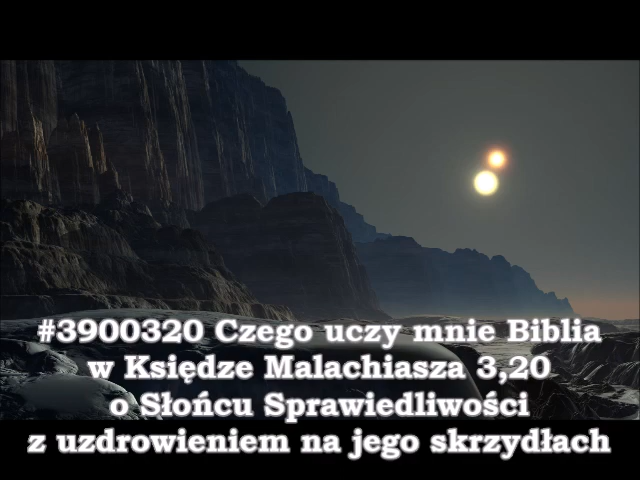 #3900320 Czego uczy mnie Biblia
w Księdze Malachiasza 3,20
o Słońcu Sprawiedliwości
z uzdrowieniem na jego skrzydłach